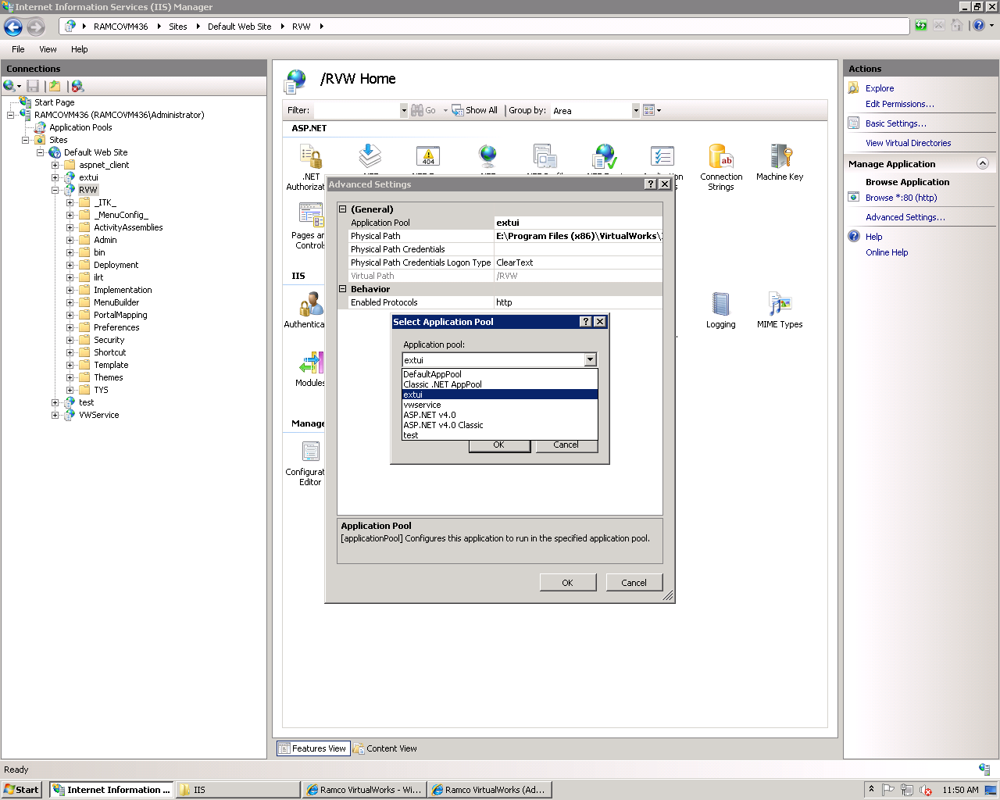 Internet Information Services (IIS) Manager
RAMCOVM436 Sites Default Web Site RVW
File View Help
Connections
Start Page
RAMCOVM436 (RAMCOVM436\Administrator)
Application Pools
Sites
Default Web Site
aspnet_client
extui
RVW
_ITK_
_MenuConfig_
ActivityAssemblies
Admin
bin
Deployment
ilrt
Implementation
MenuBuilder
PortalMapping
Preferences
Security
Shortcut
Template
Themes
TYS
test
VWService
/RVW Home
Filter: Go Show All Group by: Area
ASP.NET
.NET
Authorizat
Connection
Strings
Machine Key
Pages an
Controls
IIS
Authentica
Logging
MIME Types
Modules
Manage
Configurat
Editor
Advanced Settings
(General)
Application Pool extui
Physical Path E:\Program Files (x86)\VirtualWorks\
Physical Path Credentials
Physical Path Credentials Logon Type ClearText
Virtual Path /RVW
Behavior
Enabled Protocols http
Select Application Pool
Application pool:
extui
DefaultAppPool
Classic .NET AppPool
extui
vwservice
ASP.NET v4.0
ASP.NET v4.0 Classic
test
OK Cancel
Application Pool
[applicationPool] Configures this application to run in the specified application pool.
OK Cancel
Features View Content View
Actions
Explore
Edit Permissions...
Basic Settings...
View Virtual Directories
Manage Application
Browse Application
Browse *:80 (http)
Advanced Settings...
Help
Online Help
Ready
Start Internet Information ... IIS Ramco VirtualWorks - Wi... Ramco VirtualWorks (Ad... 11:50 AM